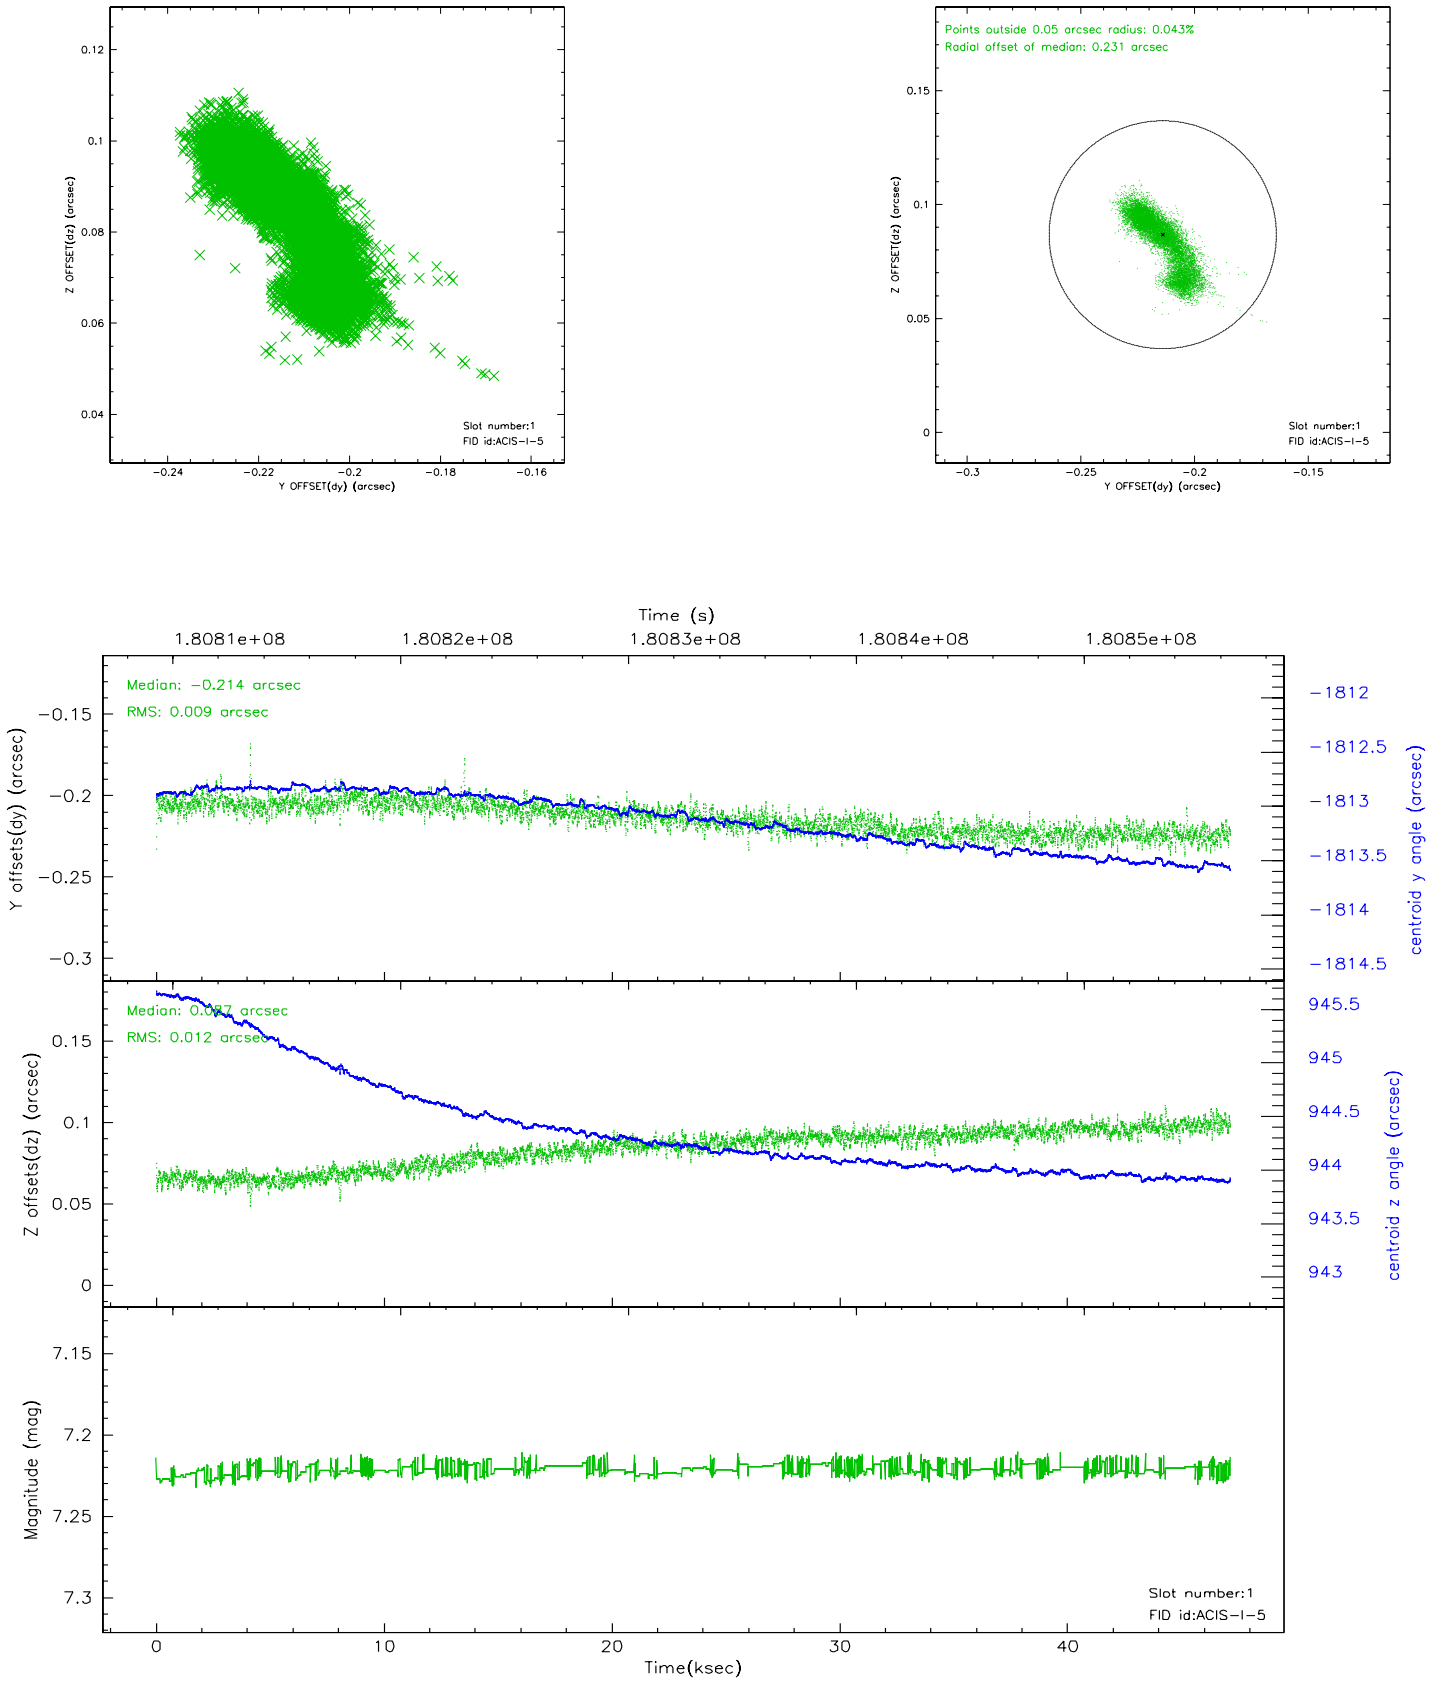 0.12
0.1
0.08
0.06
0.04
Z OFFSET(dz) (arcsec)
−0.24
−0.22
−0.2
−0.18
−0.16
Y OFFSET(dy) (arcsec)
Slot number:1
FID id:ACIS−I−5
Points outside 0.05 arcsec radius: 0.043%
Radial offset of median: 0.231 arcsec
0.15
0.1
0.05
0
Z OFFSET(dz) (arcsec)
−0.3
−0.25
−0.2
−0.15
Y OFFSET(dy) (arcsec)
Slot number:1
FID id:ACIS−I−5
Time (s)
1.8081e+08
1.8082e+08
1.8083e+08
1.8084e+08
1.8085e+08
Median: −0.214 arcsec
RMS: 0.009 arcsec
−0.15
−0.2
−0.25
−0.3
Y offsets(dy) (arcsec)
−1812
−1812.5
−1813
−1813.5
−1814
−1814.5
centroid y angle (arcsec)
Median: 0.087 arcsec
RMS: 0.012 arcsec
0.15
0.1
0.05
0
Z offsets(dz) (arcsec)
945.5
945
944.5
944
943.5
943
centroid z angle (arcsec)
7.15
7.2
7.25
7.3
Magnitude (mag)
Slot number:1
FID id:ACIS−I−5
0
10
20
30
40
Time(ksec)